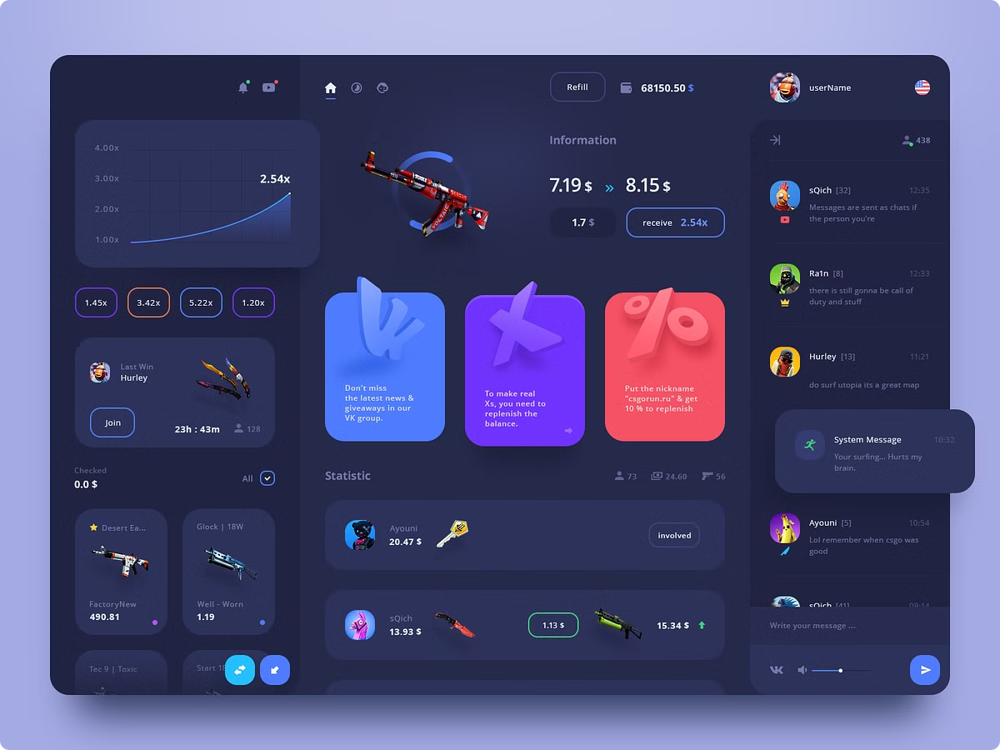 Refill
68150.50 $
userName
4.00x
3.00x
2.00x
1.00x
2.54x
1.45x
3.42x
5.22x
1.20x
Last Win
Hurley
Join
23h : 43m
128
Checked
0.0 $
All
Desert Ea...
FactoryNew
490.81
Glock | 18W
Well - Worn
1.19
Tec 9 | Toxic
Start 18
VOLTAIC
Information
7.19 $ » 8.15 $
1.7 $
receive 2.54x
Don't miss
the latest news &
giveaways in our
VK group.
To make real
Xs, you need to
replenish the
balance.
%
Put the nickname
"csgorun.ru" & get
10 % to replenish
Statistic
73
24.60
56
Ayouni
20.47 $
involved
sQich
13.93 $
1.13 $
15.34 $
438
sQich [32] 12:35
Messages are sent as chats if
the person you're
Ra1n [8] 12:33
there is still gonna be call of
duty and stuff
Hurley [13] 11:21
do surf utopia its a great map
System Message 10:32
Your surfing... Hurts my
brain.
Ayouni [5] 10:54
Lol remember when csgo was
good
sQich [41] 09:14
Write your message ...